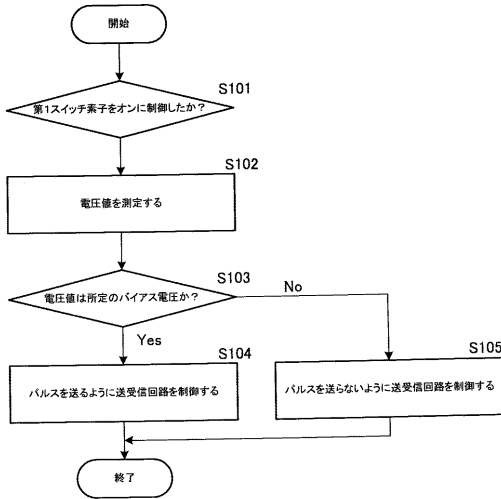 開始
S101
第1スイッチ素子をオンに制御したか？
S102
電圧値を測定する
S103
電圧値は所定のバイアス電圧か？
No
Yes
S104
パルスを送るように送受信回路を制御する
S105
パルスを送らないように送受信回路を制御する
終了